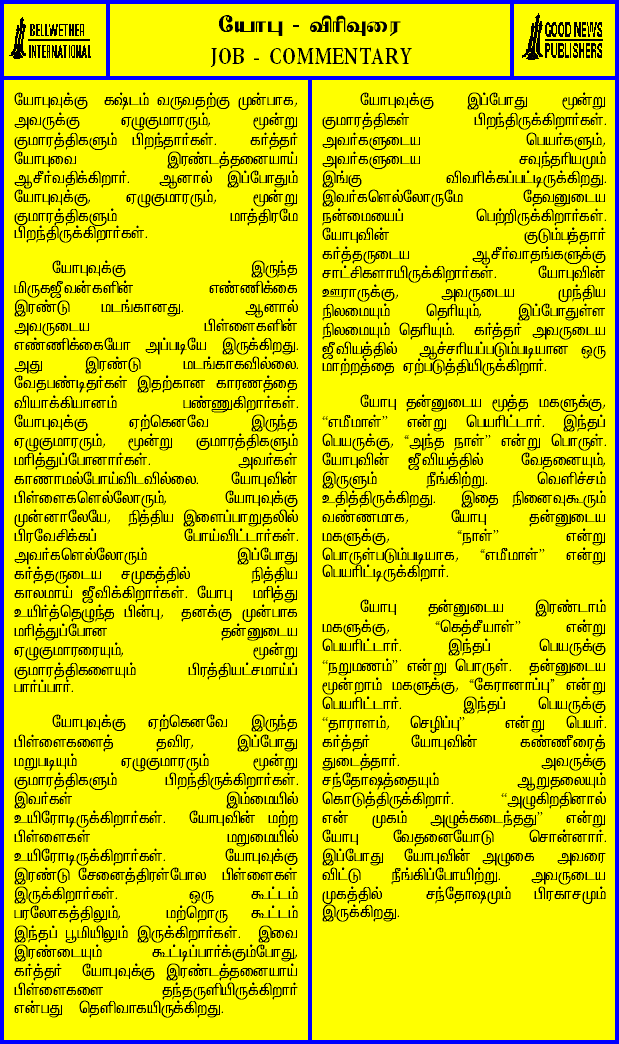 BELLWETHER
INTERNATIONAL
யோபு - விரிவுரை
JOB - COMMENTARY
GOOD NEWS
PUBLISHERS
யோபுவுக்கு கஷ்டம் வருவதற்கு முன்பாக,
அவருக்கு ஏழுகுமாரரும், மூன்று
குமாரத்திகளும் பிறந்தார்கள். கர்த்தர்
யோபுவை இரண்டத்தனையாய்
ஆசீர்வதிக்கிறார். ஆனால் இப்போதும்
யோபுவுக்கு, ஏழுகுமாரரும், மூன்று
குமாரத்திகளும் மாத்திரமே
பிறந்திருக்கிறார்கள்.
யோபுவுக்கு இருந்த
மிருகஜீவன்களின் எண்ணிக்கை
இரண்டு மடங்கானது. ஆனால்
அவருடைய பிள்ளைகளின்
எண்ணிக்கையோ அப்படியே இருக்கிறது.
அது இரண்டு மடங்காகவில்லை.
வேதபண்டிதர்கள் இதற்கான காரணத்தை
வியாக்கியானம் பண்ணுகிறார்கள்.
யோபுவுக்கு ஏற்கெனவே இருந்த
ஏழுகுமாரரும், மூன்று குமாரத்திகளும்
மரித்துப்போனார்கள். அவர்கள்
காணாமல்போய்விடவில்லை. யோபுவின்
பிள்ளைகளெல்லோரும், யோபுவுக்கு
முன்னாலேயே, நித்திய இளைப்பாறுதலில்
பிரவேசிக்கப் போய்விட்டார்கள்.
அவர்களெல்லோரும் இப்போது
கர்த்தருடைய சமுகத்தில் நித்திய
காலமாய் ஜீவிக்கிறார்கள். யோபு மரித்து
உயிர்த்தெழுந்த பின்பு, தனக்கு முன்பாக
மரித்துப்போன தன்னுடைய
ஏழுகுமாரரையும், மூன்று
குமாரத்திகளையும் பிரத்தியட்சமாய்ப்
பார்ப்பார்.
யோபுவுக்கு ஏற்கெனவே இருந்த
பிள்ளைகளைத் தவிர, இப்போது
மறுபடியும் ஏழுகுமாரரும் மூன்று
குமாரத்திகளும் பிறந்திருக்கிறார்கள்.
இவர்கள் இம்மையில்
உயிரோடிருக்கிறார்கள். யோபுவின் மற்ற
பிள்ளைகள் மறுமையில்
உயிரோடிருக்கிறார்கள். யோபுவுக்கு
இரண்டு சேனைத்திரள்போல பிள்ளைகள்
இருக்கிறார்கள். ஒரு கூட்டம்
பரலோகத்திலும், மற்றொரு கூட்டம்
இந்தப் பூமியிலும் இருக்கிறார்கள். இவை
இரண்டையும் கூட்டிப்பார்க்கும்போது,
கர்த்தர் யோபுவுக்கு இரண்டத்தனையாய்
பிள்ளைகளை தந்தருளியிருக்கிறார்
என்பது தெளிவாகயிருக்கிறது.
யோபுவுக்கு இப்போது மூன்று
குமாரத்திகள் பிறந்திருக்கிறார்கள்.
அவர்களுடைய பெயர்களும்,
அவர்களுடைய சவுந்தரியமும்
இங்கு விவரிக்கப்பட்டிருக்கிறது.
இவர்களெல்லோருமே தேவனுடைய
நன்மையைப் பெற்றிருக்கிறார்கள்.
யோபுவின் குடும்பத்தார்
கர்த்தருடைய ஆசீர்வாதங்களுக்கு
சாட்சிகளாயிருக்கிறார்கள். யோபுவின்
ஊராருக்கு, அவருடைய முந்திய
நிலமையும் தெரியும், இப்போதுள்ள
நிலமையும் தெரியும். கர்த்தர் அவருடைய
ஜீவியத்தில் ஆச்சரியப்படும்படியான ஒரு
மாற்றத்தை ஏற்படுத்தியிருக்கிறார்.
யோபு தன்னுடைய மூத்த மகளுக்கு,
“எமீமாள்” என்று பெயரிட்டார். இந்தப்
பெயருக்கு, “அந்த நாள்” என்று பொருள்.
யோபுவின் ஜீவியத்தில் வேதனையும்,
இருளும் நீங்கிற்று. வெளிச்சம்
உதித்திருக்கிறது. இதை நினைவுகூரும்
வண்ணமாக, யோபு தன்னுடைய
மகளுக்கு, “நாள்” என்று
பொருள்படும்படியாக, “எமீமாள்” என்று
பெயரிட்டிருக்கிறார்.
யோபு தன்னுடைய இரண்டாம்
மகளுக்கு, “கெத்சீயாள்” என்று
பெயரிட்டார். இந்தப் பெயருக்கு
“நறுமணம்” என்று பொருள். தன்னுடைய
மூன்றாம் மகளுக்கு, “கேரானாப்பு” என்று
பெயரிட்டார். இந்தப் பெயருக்கு
“தாராளம், செழிப்பு” என்று பெயர்.
கர்த்தர் யோபுவின் கண்ணீரைத்
துடைத்தார். அவருக்கு
சந்தோஷத்தையும் ஆறுதலையும்
கொடுத்திருக்கிறார். “அழுகிறதினால்
என் முகம் அழுக்கடைந்தது” என்று
யோபு வேதனையோடு சொன்னார்.
இப்போது யோபுவின் அழுகை அவரை
விட்டு நீங்கிப்போயிற்று. அவருடைய
முகத்தில் சந்தோஷமும் பிரகாசமும்
இருக்கிறது.